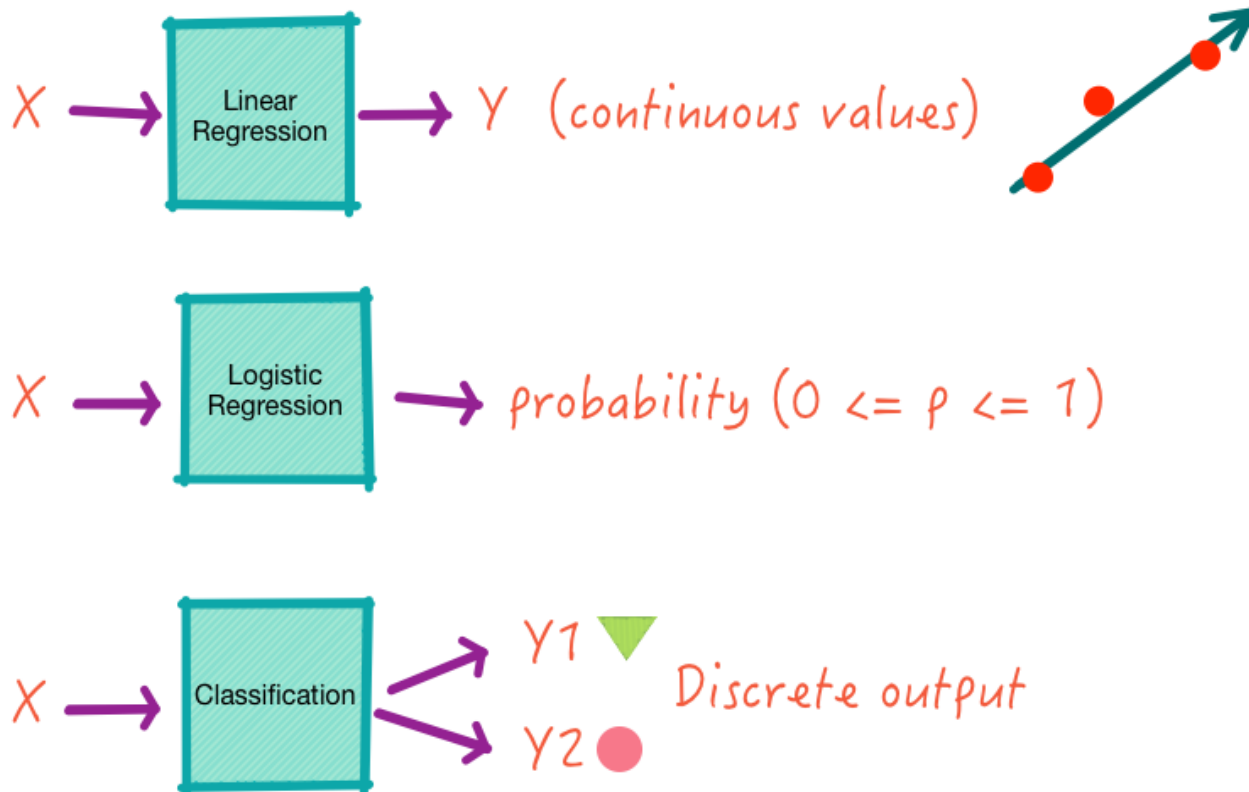 X
Linear
Regression
Y (continuous values)
X
Logistic
Regression
probability (0 <= p <= 1)
X
Classification
Y1
Y2
Discrete output